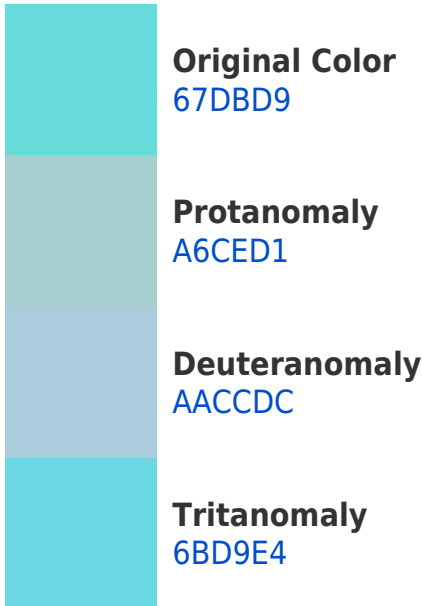 Original Color
67DBD9
Protanomaly
A6CED1
Deuteranomaly
AACCDC
Tritanomaly
6BD9E4